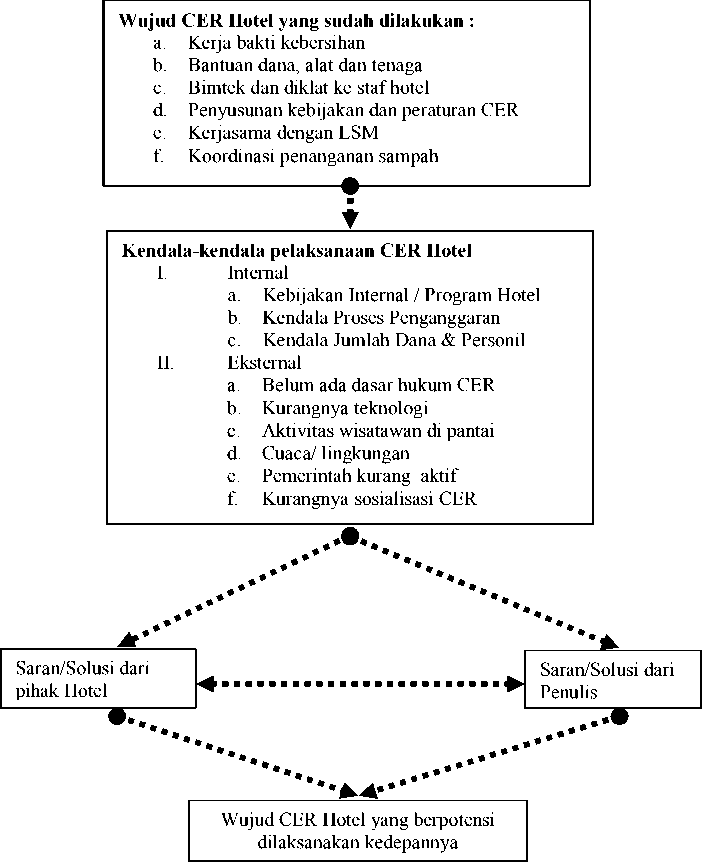 Wujud CER Hotel yang sudah dilakukan :
a. Kerja bakti kebersihan
b. Bantuan dana, alat dan tenaga
c. Bimtek dan diklat ke staf hotel
d. Penyusunan kebijakan dan peraturan CER
e. Kerjasama dengan LSM
f. Koordinasi penanganan sampah
Kendala-kendala pelaksanaan CER Hotel
I. Internal
a. Kebijakan Internal / Program Hotel
b. Kendala Proses Penganggaran
c. Kendala Jumlah Dana & Personil
II. Eksternal
a. Belum ada dasar hukum CER
b. Kurangnya teknologi
c. Aktivitas wisatawan di pantai
d. Cuaca/ lingkungan
e. Pemerintah kurang aktif
f. Kurangnya sosialisasi CER
Saran/Solusi dari
pihak Hotel
Saran/Solusi dari
Penulis
Wujud CER Hotel yang berpotensi
dilaksanakan kedepannya